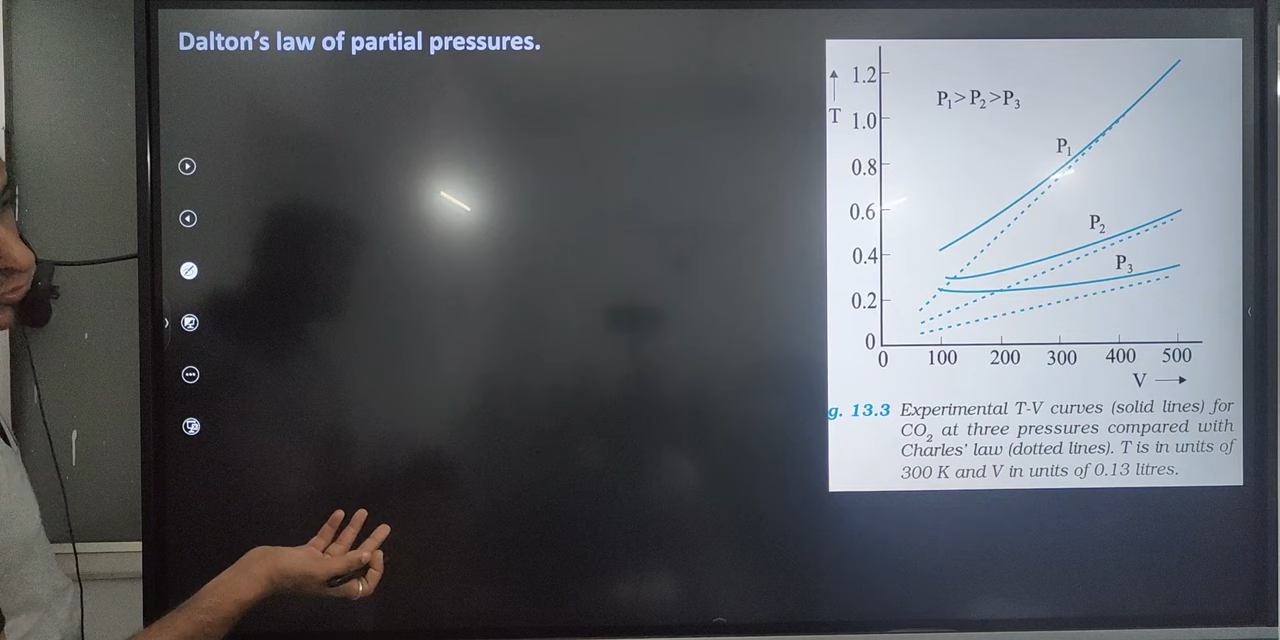 Dalton's law of partial pressures.
1.2
T 1.0
P₁>P₂>P₃
P₁
0.8
0.6
P₂
0.4
P₃
0.2
0
0 100 200 300 400 500
V
g. 13.3 Experimental T-V curves (solid lines) for
CO₂ at three pressures compared with
Charles' law (dotted lines). T is in units of
300 K and V in units of 0.13 litres.